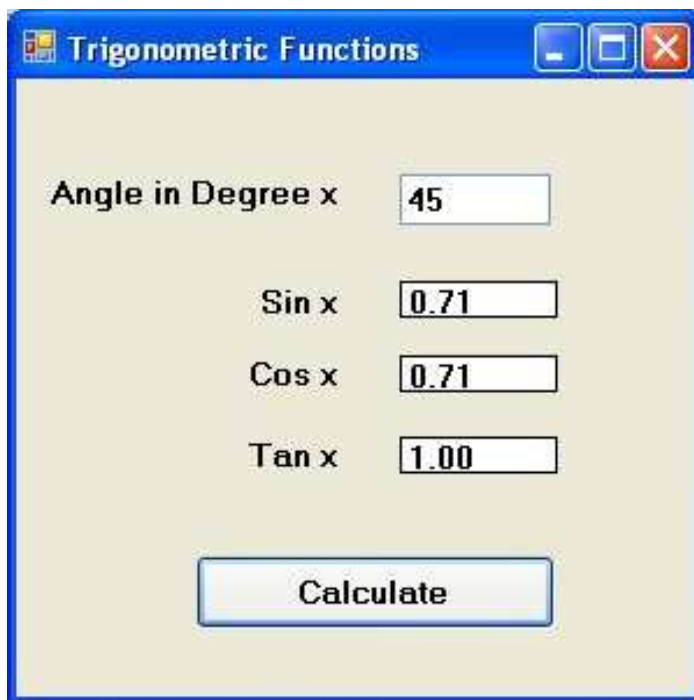 Trigonometric Functions
Angle in Degree x 45
Sin x 0.71
Cos x 0.71
Tan x 1.00
Calculate